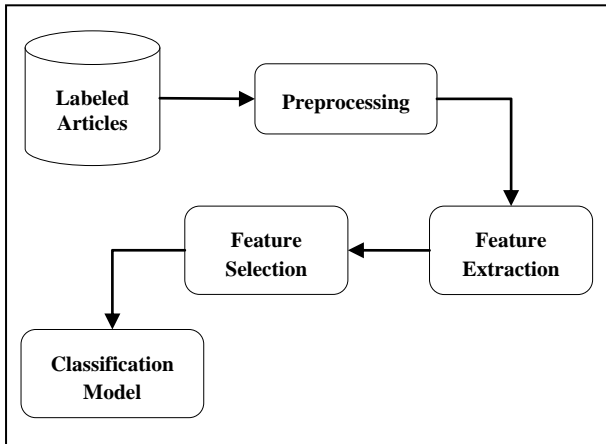 Labeled
Articles
Preprocessing
Feature
Extraction
Feature
Selection
Classification
Model